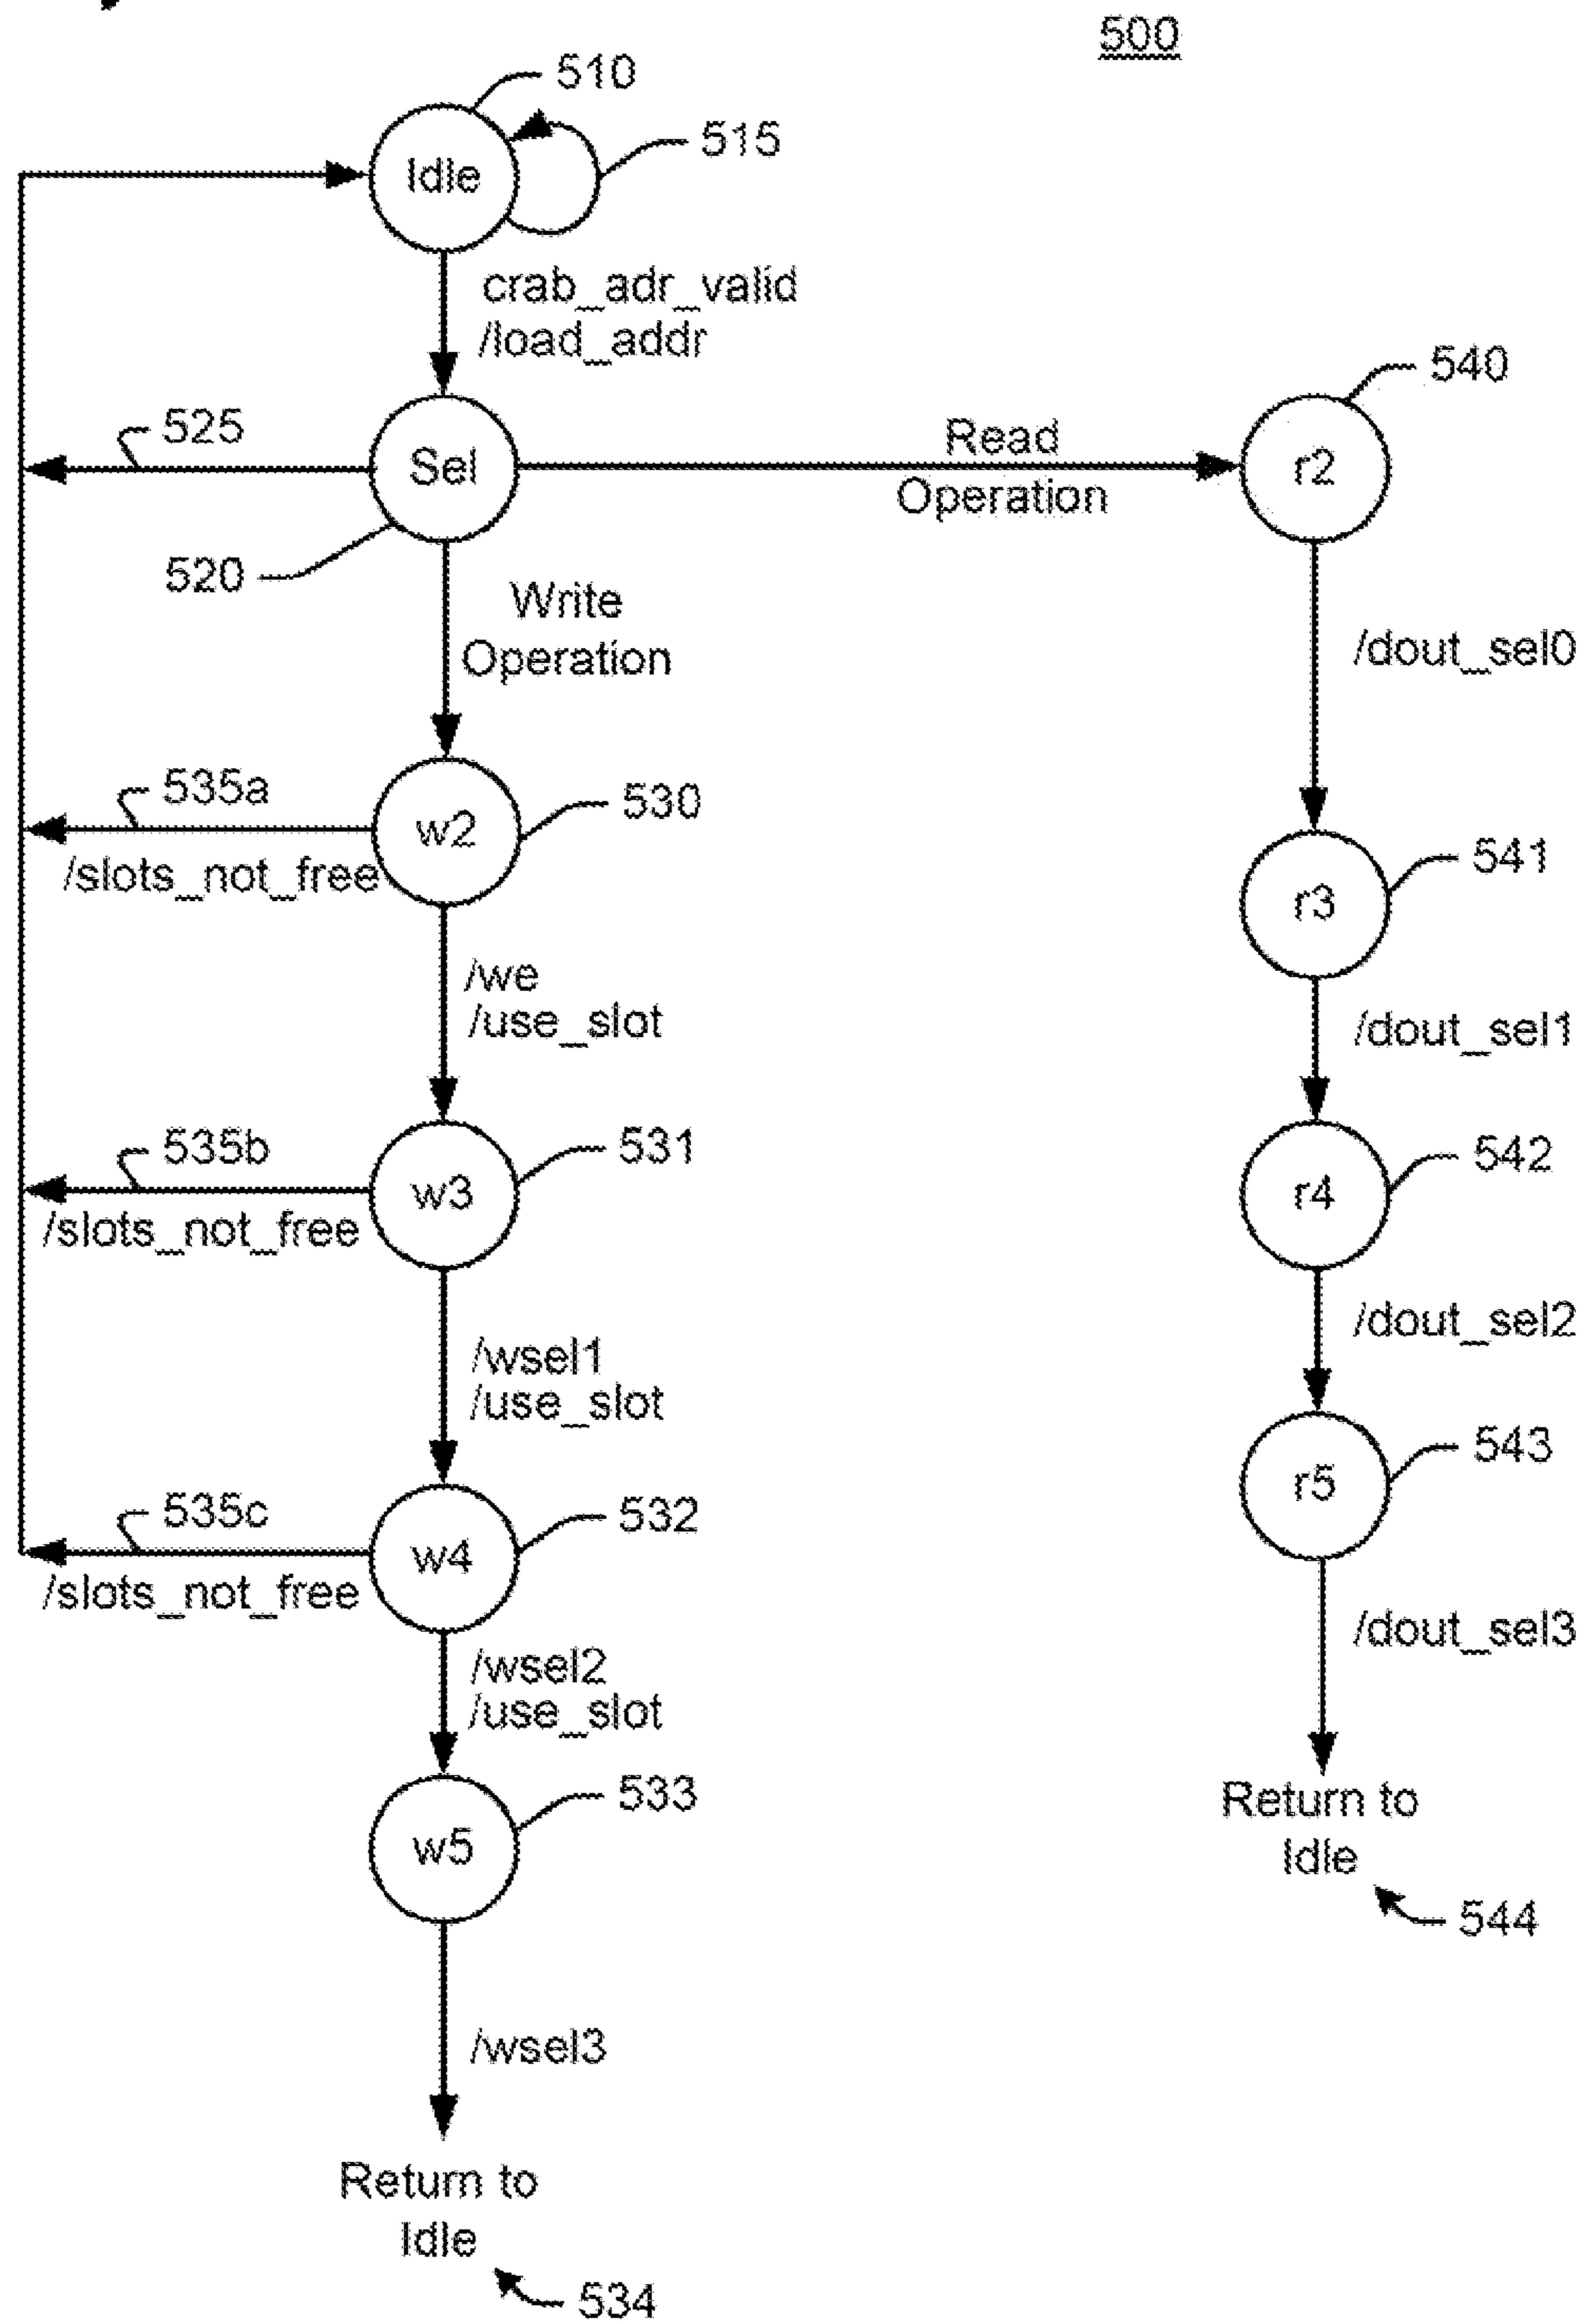 500
510
515
Idle
crab_adr_valid
/load_addr
540
525
Sel
Read
Operation
r2
520
Write
Operation
/dout_sel0
535a
w2
530
/slots_not_free
541
r3
/we
/use_slot
/dout_sel1
535b
w3
531
542
r4
/slots_not_free
/dout_sel2
/wsel1
/use_slot
543
r5
535c
w4
532
/slots_not_free
/dout_sel3
/wsel2
/use_slot
533
w5
Return to
Idle
544
/wsel3
Return to
Idle
534